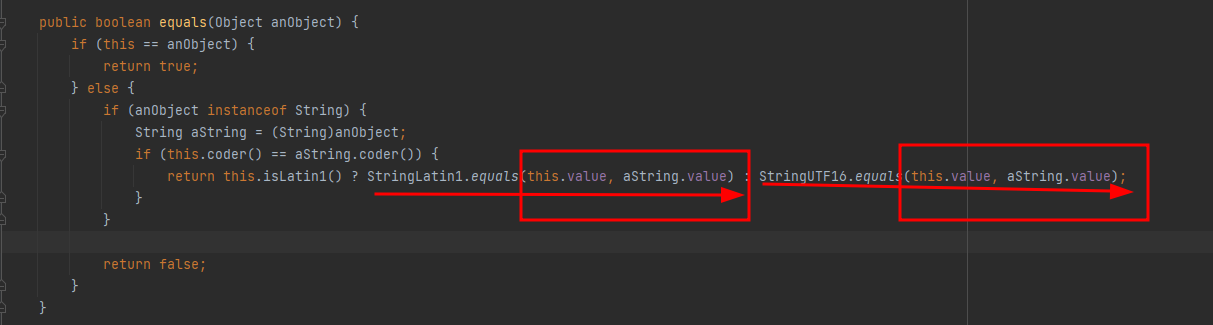 public boolean equals(Object anObject) {
if (this == anObject) {
return true;
} else {
if (anObject instanceof String) {
String aString = (String)anObject;
if (this.coder() == aString.coder()) {
return this.isLatin1() ? StringLatin1.equals(this.value, aString.value) : StringUTF16.equals(this.value, aString.value);
}
}
return false;
}
}